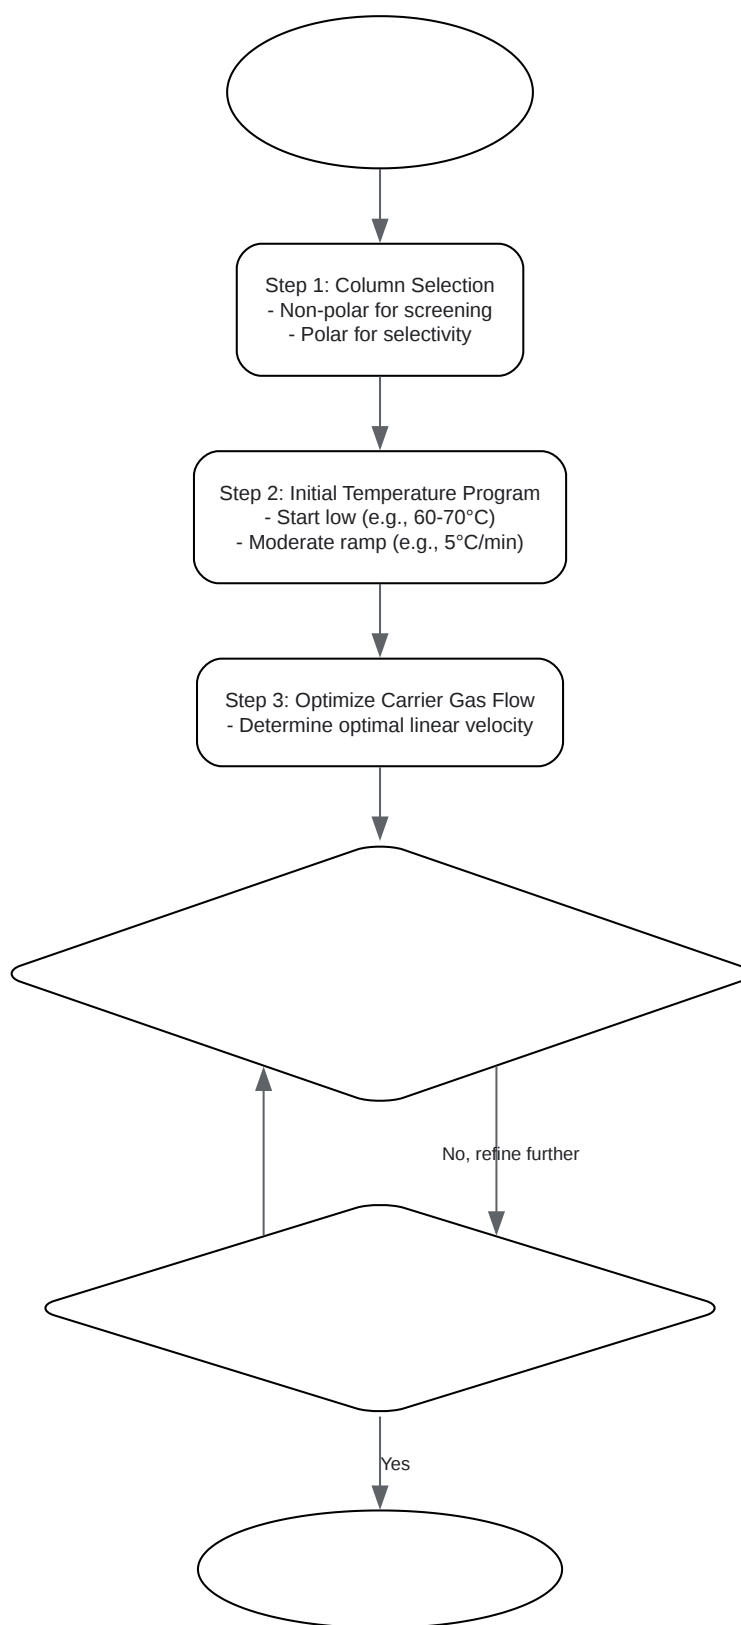 Step 1: Column Selection
- Non-polar for screening
- Polar for selectivity
Step 2: Initial Temperature Program
- Start low (e.g., 60-70°C)
- Moderate ramp (e.g., 5°C/min)
Step 3: Optimize Carrier Gas Flow
- Determine optimal linear velocity
No, refine further
Yes